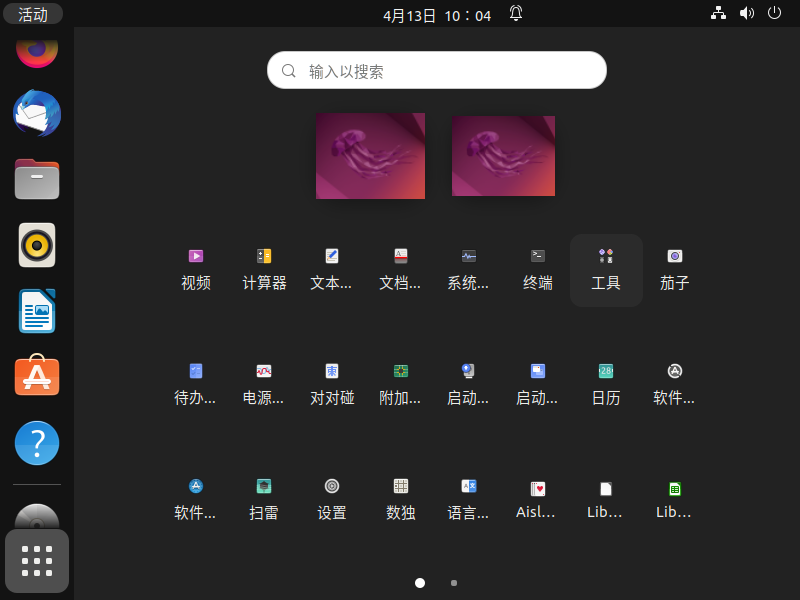 活动
4月13日 10：04
输入以搜索
视频
计算器
文本...
文档...
系统...
终端
工具
茄子
待办...
电源...
对对碰
附加...
启动...
启动...
日历
软件...
软件...
扫雷
设置
数独
语言...
Aisl...
Lib...
Lib...